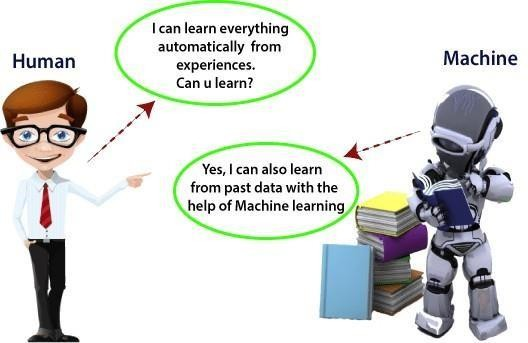 Human
I can learn everything
automatically from
experiences.
Can u learn?
Machine
Yes, I can also learn
from past data with the
help of Machine learning